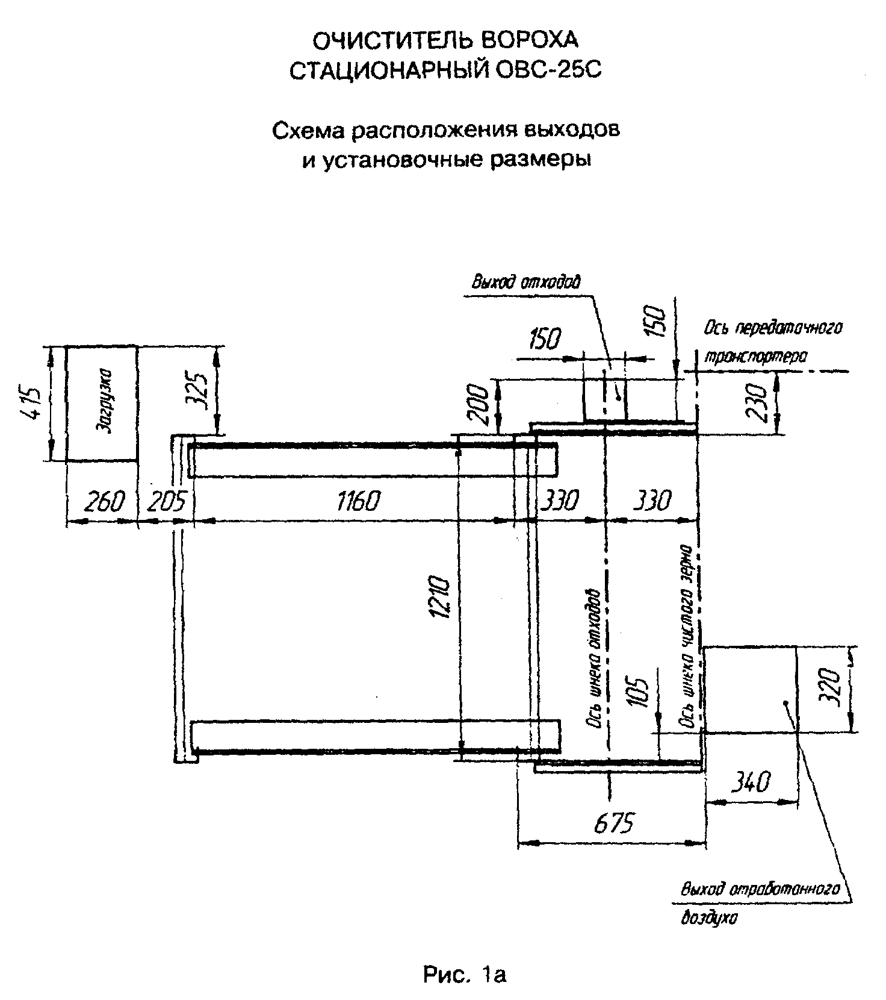 ОЧИСТИТЕЛЬ ВОРОХА
СТАЦИОНАРНЫЙ ОВС-25С
Схема расположения выходов
и установочные размеры
Выход отходов
150
150
Ось передаточного
транспортера
415
Загрузка
325
200
230
260
205
1160
330
330
1210
Ось шнека отходов
Ось шнека чистого зерна
105
320
340
675
Выход отработанного
воздуха
Рис. 1а